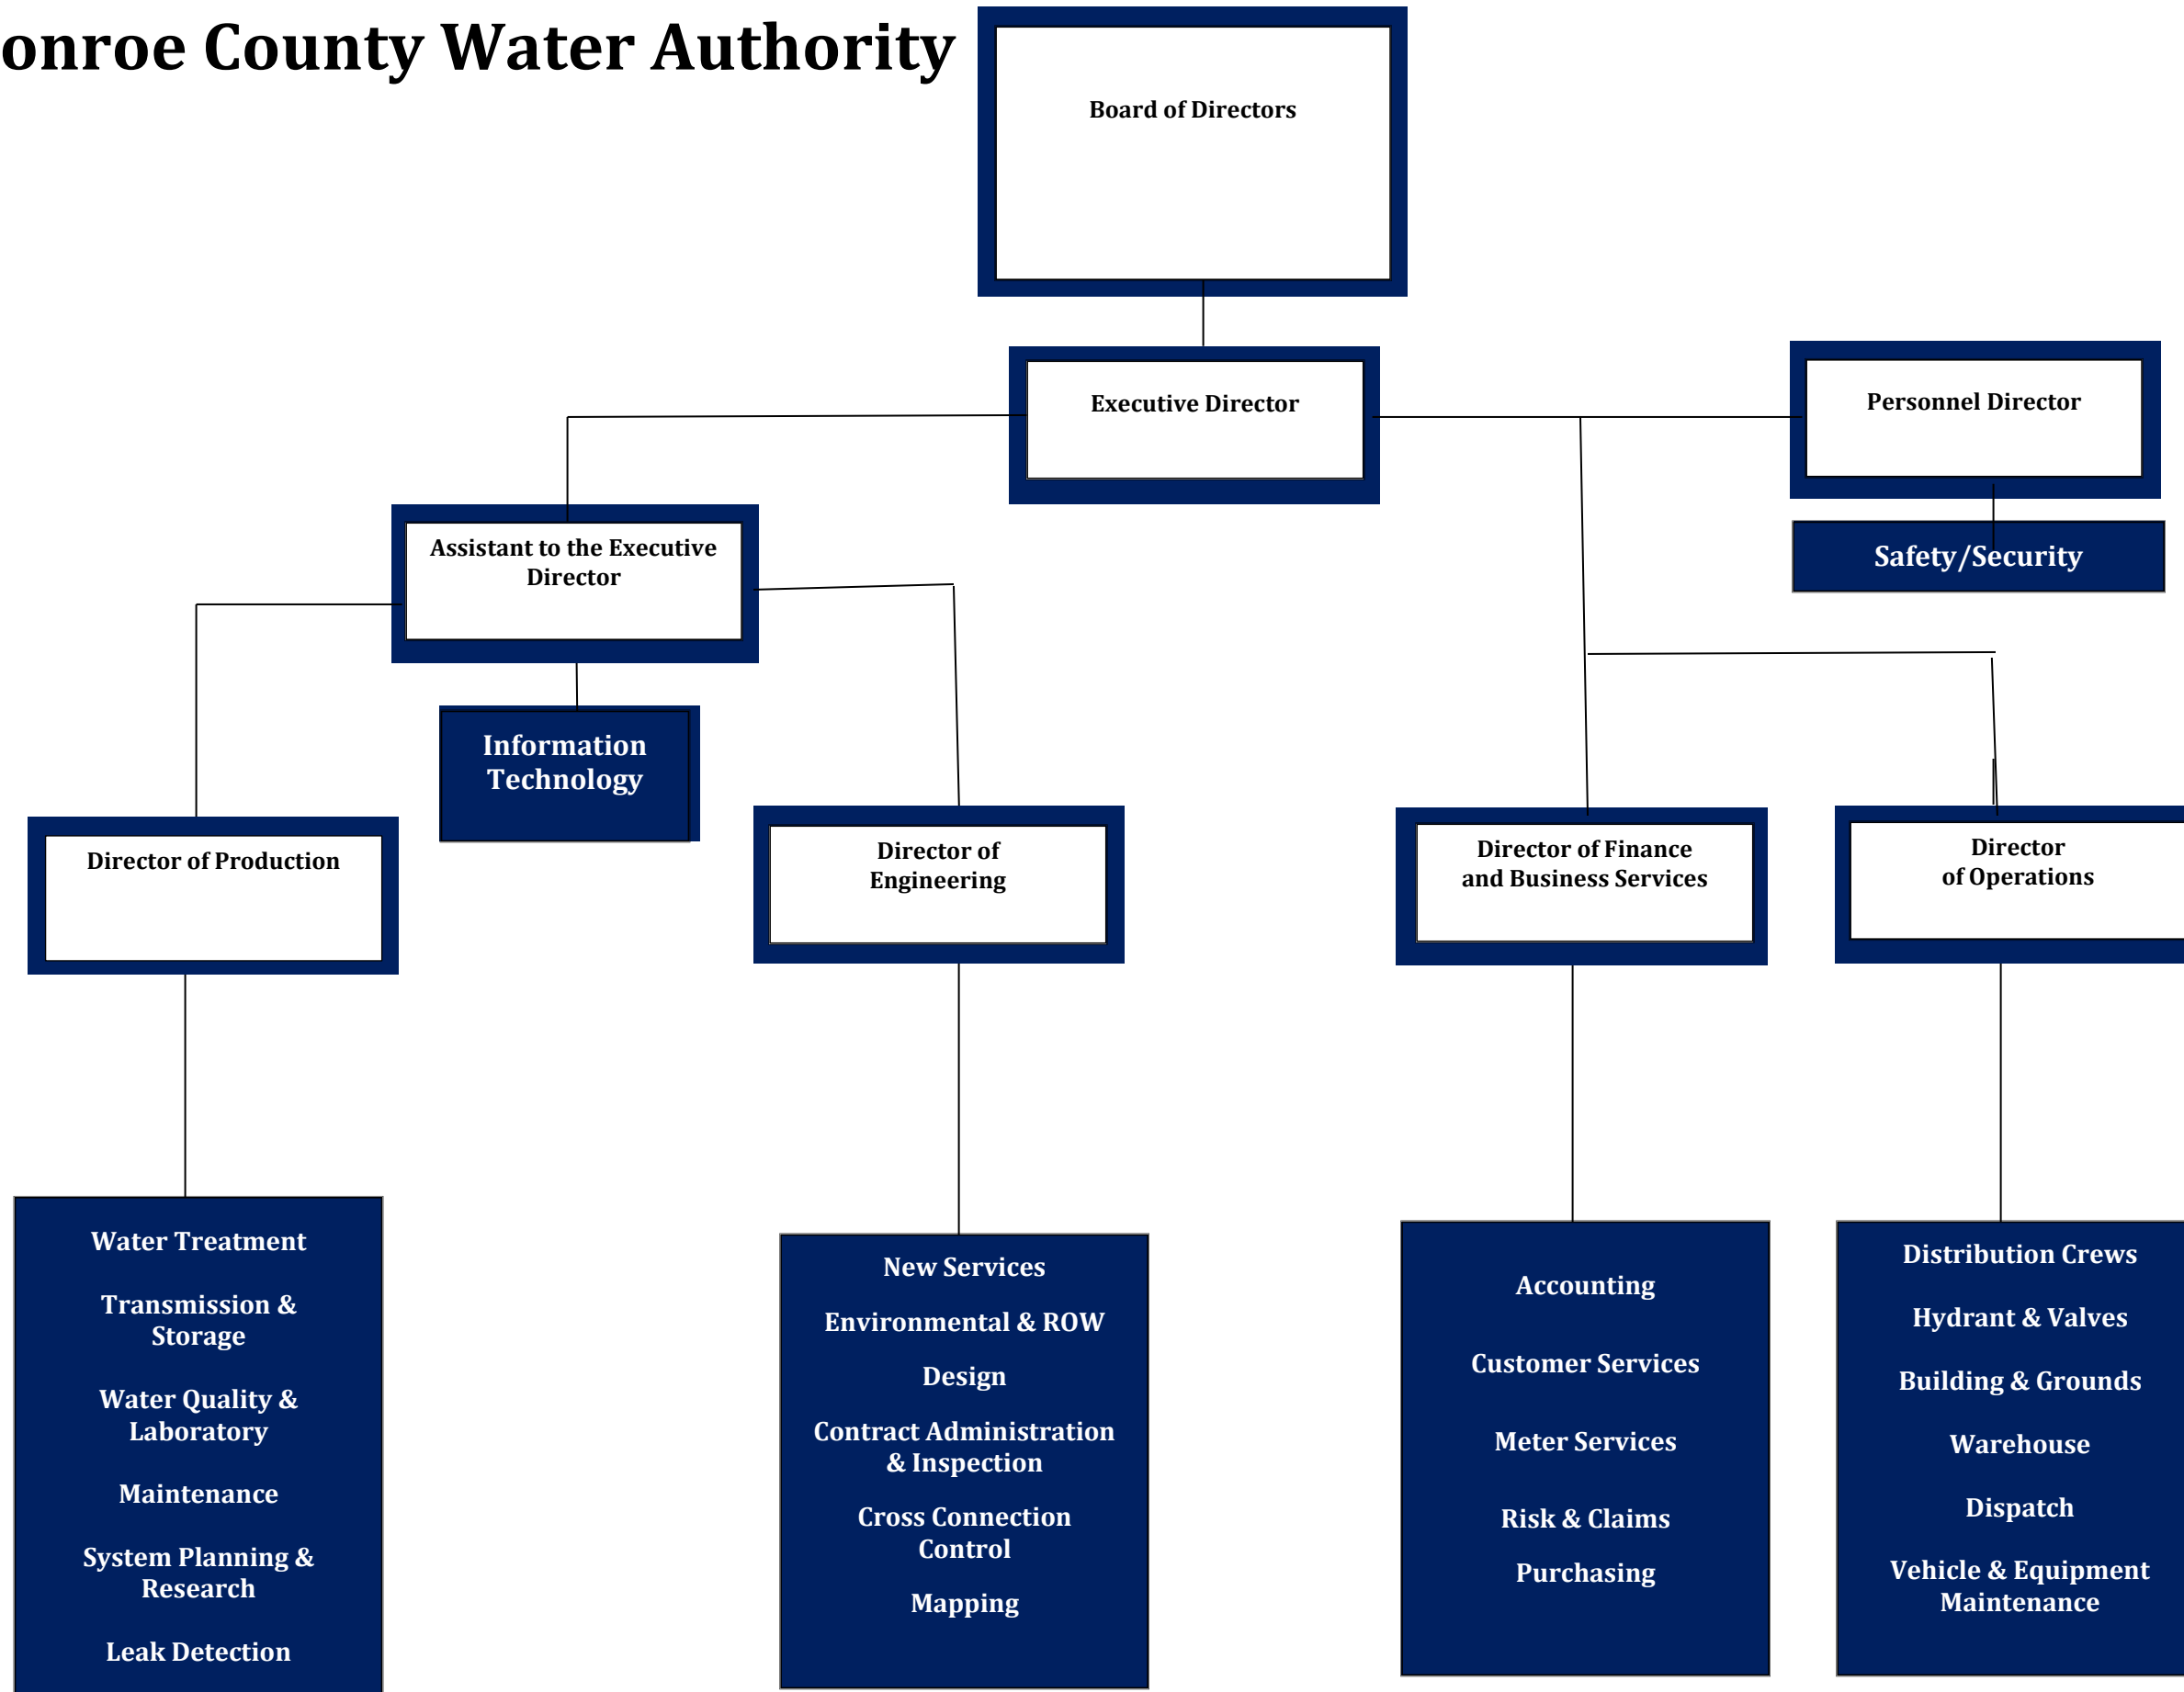 onroe County Water Authority
Board of Directors
Executive Director
Personnel Director
Assistant to the Executive
Director
Safety/Security
Information
Technology
Director of Production
Director of
Engineering
Director of Finance
and Business Services
Director
of Operations
Water Treatment
Transmission &
Storage
Water Quality &
Laboratory
Maintenance
System Planning &
Research
Leak Detection
New Services
Environmental & ROW
Design
Contract Administration
& Inspection
Cross Connection
Control
Mapping
Accounting
Customer Services
Meter Services
Risk & Claims
Purchasing
Distribution Crews
Hydrant & Valves
Building & Grounds
Warehouse
Dispatch
Vehicle & Equipment
Maintenance